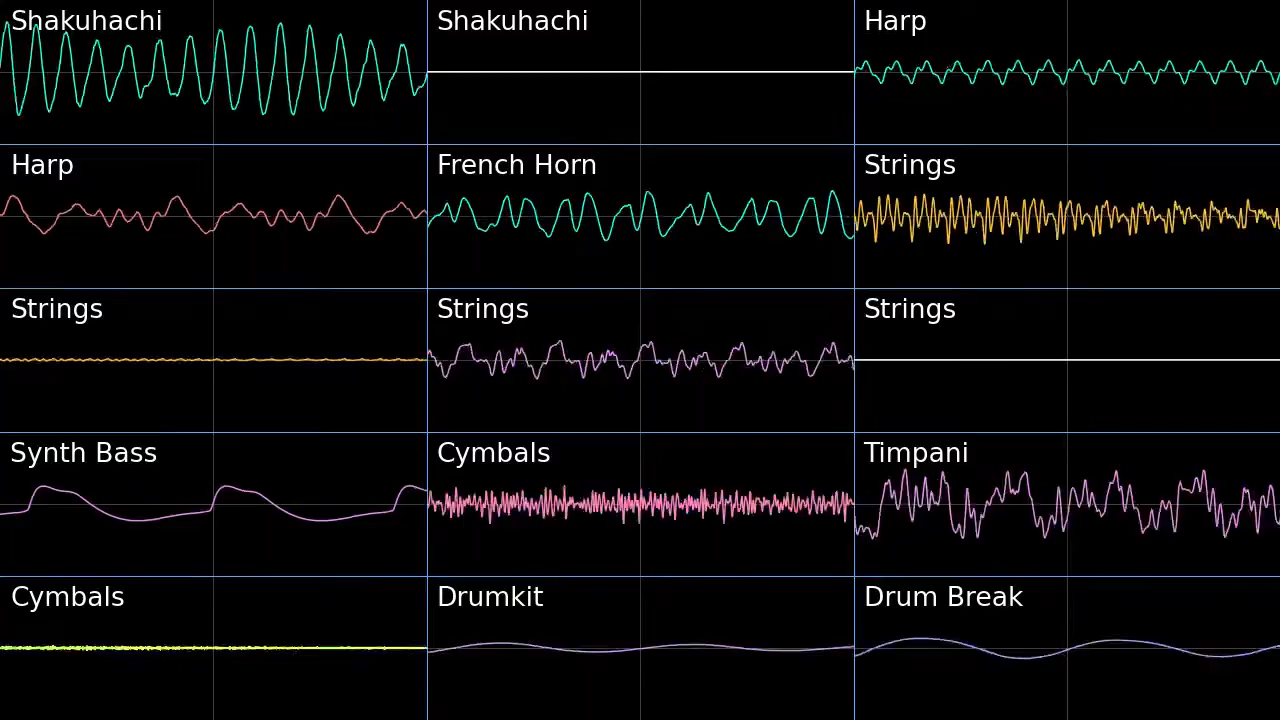 Shakuhachi
Shakuhachi
Harp
Harp
French Horn
Strings
Strings
Strings
Strings
Synth Bass
Cymbals
Timpani
Cymbals
Drumkit
Drum Break